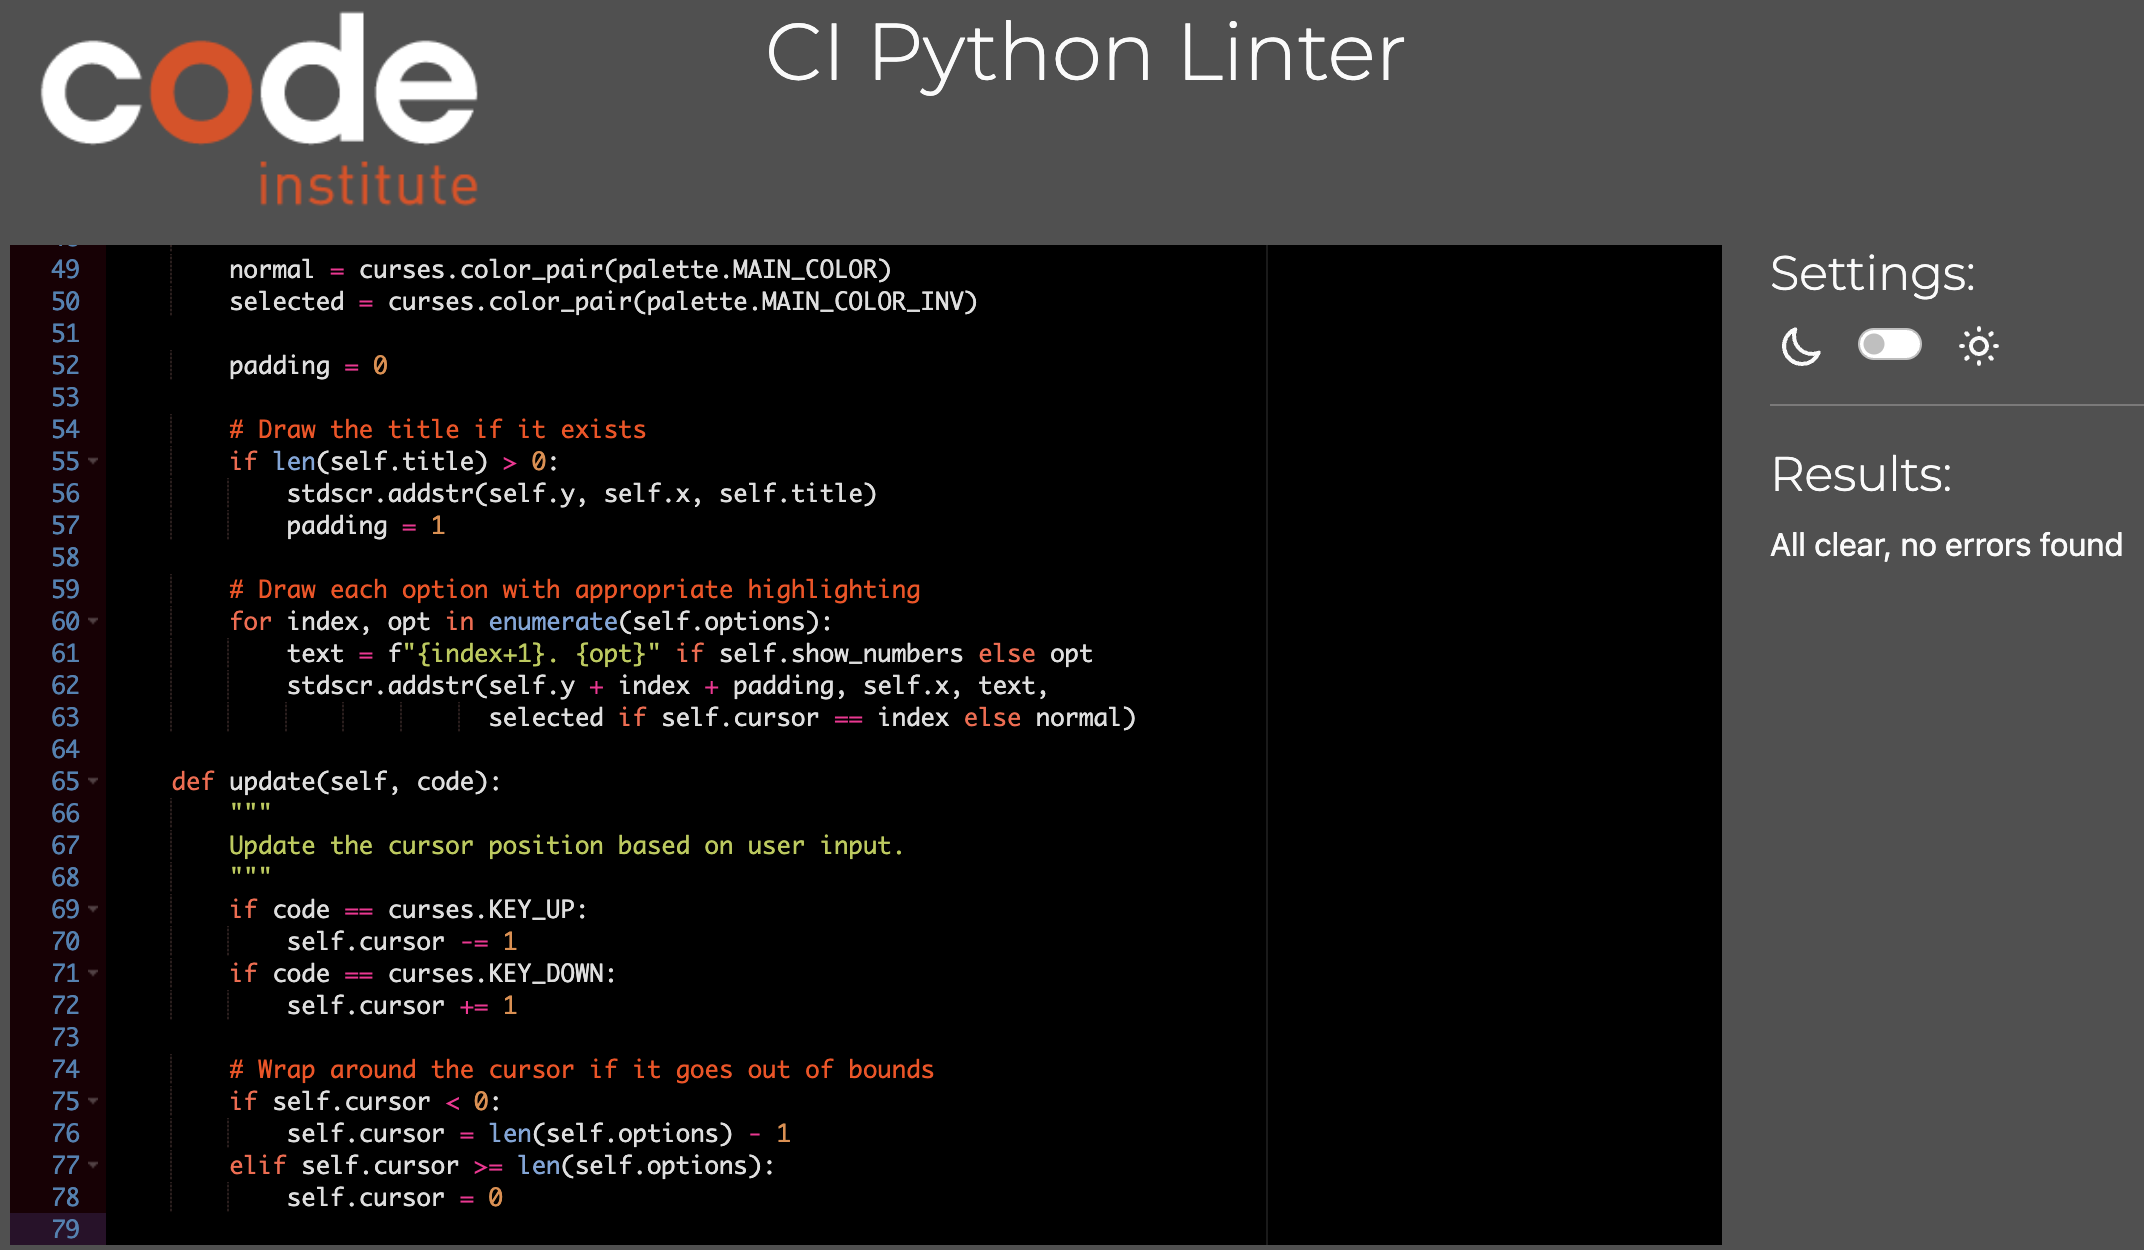 code
institute
CI Python Linter
49         normal = curses.color_pair(palette.MAIN_COLOR)
50         selected = curses.color_pair(palette.MAIN_COLOR_INV)
51
52         padding = 0
53
54         # Draw the title if it exists
55         if len(self.title) > 0:
56             stdscr.addstr(self.y, self.x, self.title)
57             padding = 1
58
59         # Draw each option with appropriate highlighting
60         for index, opt in enumerate(self.options):
61             text = f"{index+1}. {opt}" if self.show_numbers else opt
62             stdscr.addstr(self.y + index + padding, self.x, text,
63                           selected if self.cursor == index else normal)
64
65     def update(self, code):
66         """
67         Update the cursor position based on user input.
68         """
69         if code == curses.KEY_UP:
70             self.cursor -= 1
71         if code == curses.KEY_DOWN:
72             self.cursor += 1
73
74         # Wrap around the cursor if it goes out of bounds
75         if self.cursor < 0:
76             self.cursor = len(self.options) - 1
77         elif self.cursor >= len(self.options):
78             self.cursor = 0
79
Settings:
Results:
All clear, no errors found